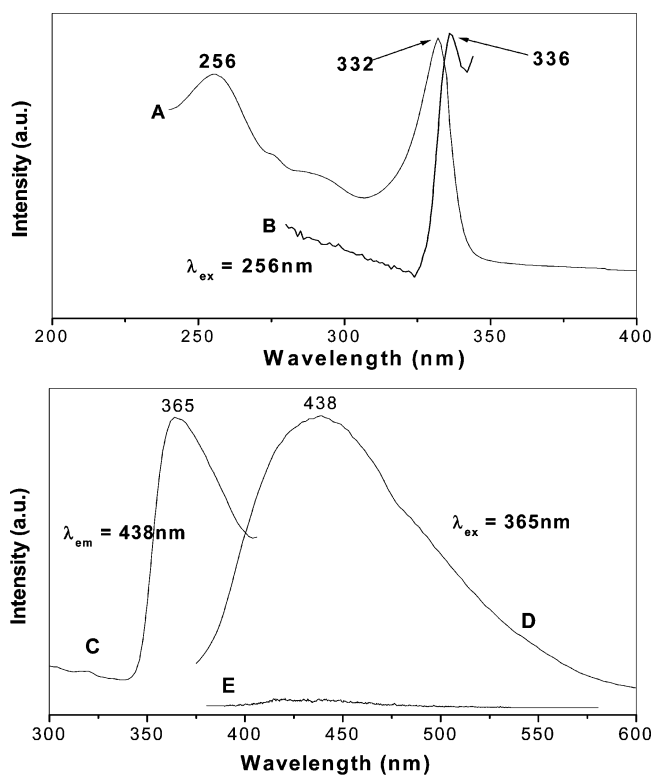 256
332
336
A
B
λex = 256nm
Intensity (a.u.)
200 250 300 350 400
Wavelength (nm)
365
438
λem = 438nm
λex = 365nm
C
D
E
Intensity (a.u.)
300 350 400 450 500 550 600
Wavelength (nm)